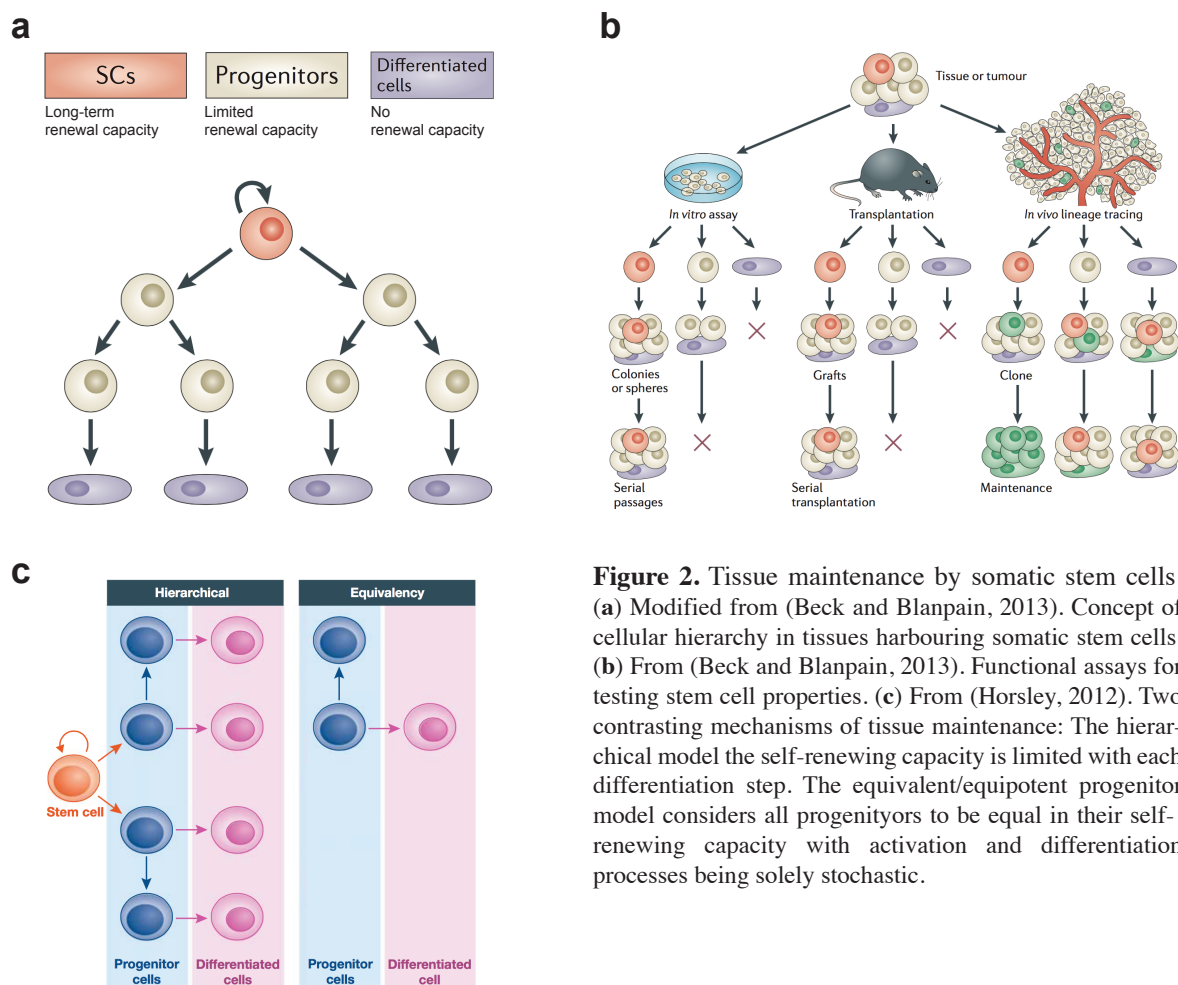 a
SCs
Long-term
renewal capacity
Progenitors
Limited
renewal capacity
Differentiated
cells
No
renewal capacity
b
Tissue or tumour
In vitro assay
Transplantation
In vivo lineage tracing
Colonies
or spheres
Grafts
Clone
Serial
passages
Serial
transplantation
Maintenance
c
Hierarchical
Equivalency
Stem cell
Progenitor
cells
Differentiated
cells
Progenitor
cells
Differentiated
cell
Figure 2. Tissue maintenance by somatic stem cells
(a) Modified from (Beck and Blanpain, 2013). Concept of
cellular hierarchy in tissues harbouring somatic stem cells
(b) From (Beck and Blanpain, 2013). Functional assays for
testing stem cell properties. (c) From (Horsley, 2012). Two
contrasting mechanisms of tissue maintenance: The hierar-
chical model the self-renewing capacity is limited with each
differentiation step. The equivalent/equipotent progenitor
model considers all progenityors to be equal in their self-
renewing capacity with activation and differentiation
processes being solely stochastic.